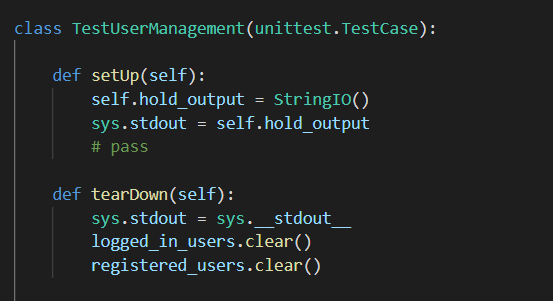 class TestUserManagement(unittest.TestCase):
    def setUp(self):
        self.hold_output = StringIO()
        sys.stdout = self.hold_output
        # pass
    def tearDown(self):
        sys.stdout = sys.__stdout__
        logged_in_users.clear()
        registered_users.clear()